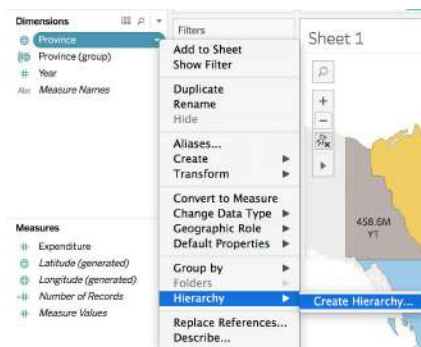 Dimensions
Province
Province (group)
# Year
Abc Measure Names
Measures
# Expenditure
Latitude (generated)
Longitude (generated)
# Number of Records
# Measure Values
Filters
Add to Sheet
Show Filter
Duplicate
Rename
Hide
Aliases...
Create
Transform
Convert to Measure
Change Data Type
Geographic Role
Default Properties
Group by
Folders
Hierarchy
Replace References...
Describe...
Create Hierarchy...
Sheet 1
458.6M
YT